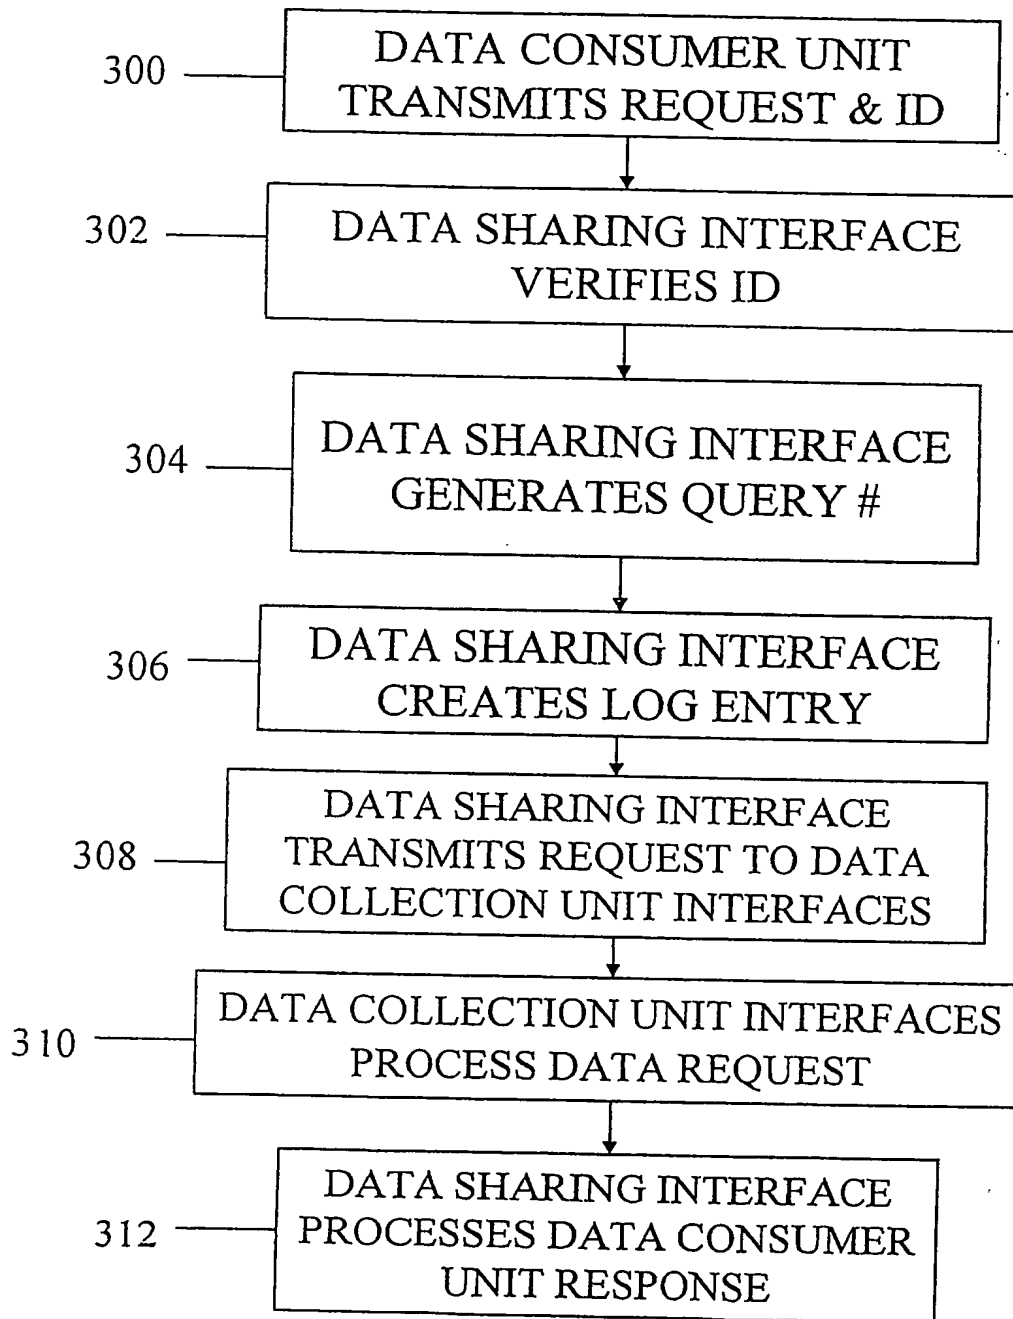 300
DATA CONSUMER UNIT
TRANSMITS REQUEST & ID
302
DATA SHARING INTERFACE
VERIFIES ID
304
DATA SHARING INTERFACE
GENERATES QUERY #
306
DATA SHARING INTERFACE
CREATES LOG ENTRY
308
DATA SHARING INTERFACE
TRANSMITS REQUEST TO DATA
COLLECTION UNIT INTERFACES
310
DATA COLLECTION UNIT INTERFACES
PROCESS DATA REQUEST
312
DATA SHARING INTERFACE
PROCESSES DATA CONSUMER
UNIT RESPONSE